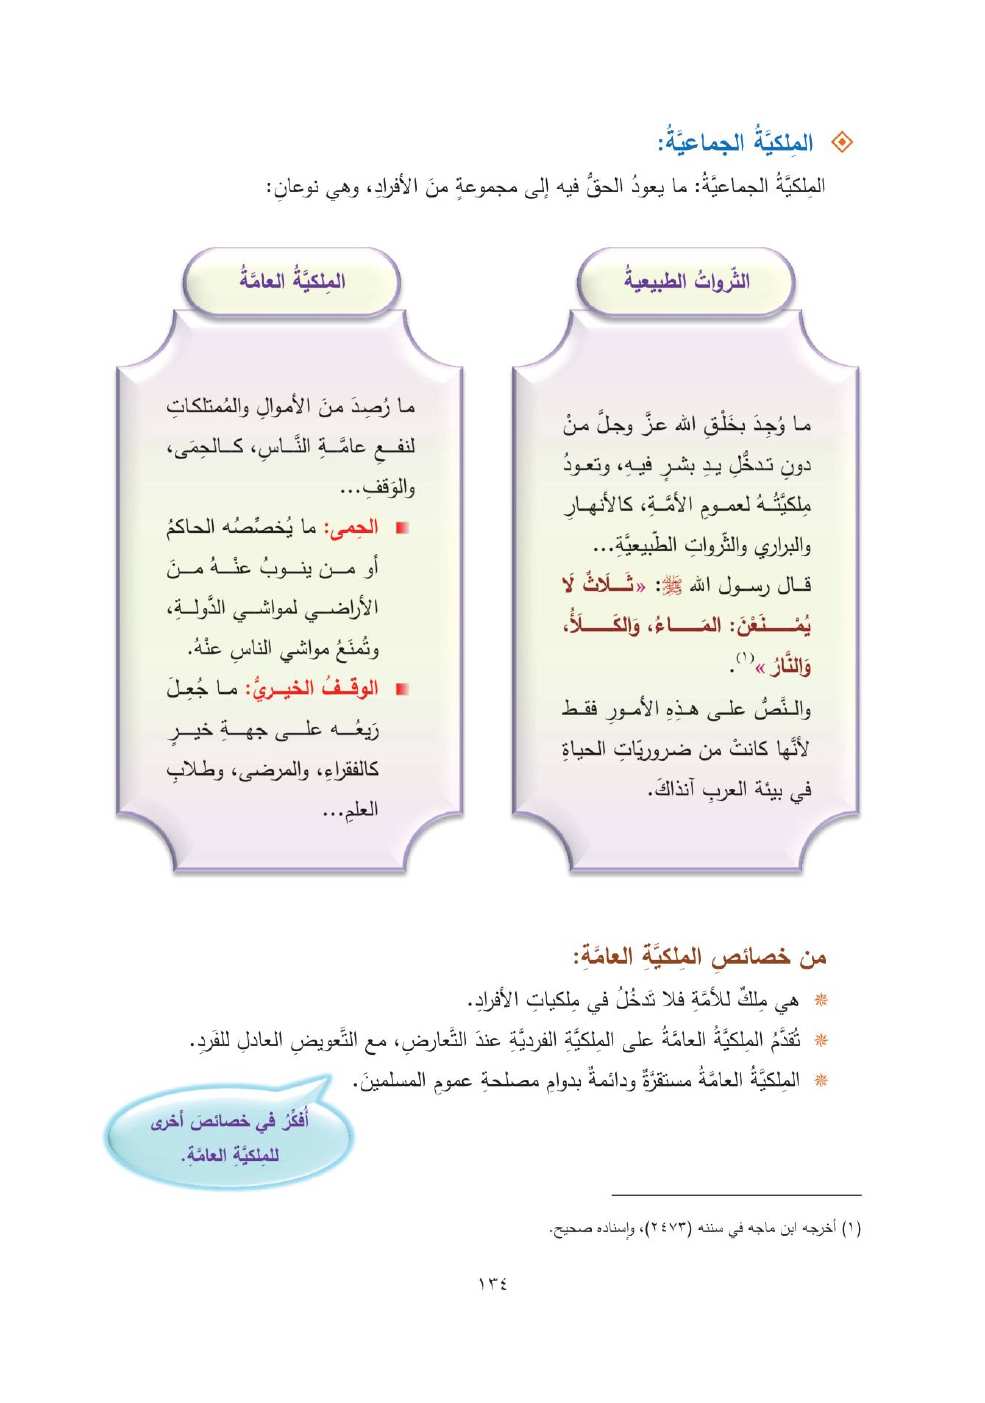 الملكيَّةُ الجماعيَّةُ:
المِلكيَّةُ الجماعيَّةُ: ما يعودُ الحقُّ فيه إلى مجموعةٍ منَ الأفرادِ، وهي نوعانِ:
الثّرواتُ الطبيعيةُ
ما وُجِدَ بخَلْقِ الله عزَّ وجلَّ منْ
دونِ تدخُّلِ يدِ بشرٍ فيهِ، وتعودُ
مِلكيَّتُهُ لعمومِ الأمَّةِ، كالأنهارِ
والبراري والثّرواتِ الطّبيعيَّةِ...
قال رسول الله ﷺ: «ثَلَاثٌ لَا
يُمْنَعْنَ: المَاءُ، وَالكَلَأُ،
وَالنَّارُ »(١).
والنَّصُّ على هذِهِ الأمورِ فقط
لأنَّها كانتْ من ضروريّاتِ الحياةِ
في بيئة العربِ آنذاكَ.
المِلكيَّةُ العامَّةُ
ما رُصِدَ منَ الأموالِ والمُمتلكاتِ
لنفعِ عامَّةِ النَّاسِ، كالحِمَى،
والوَقفِ...
الحِمى: ما يُخصِّصُه الحاكمُ
أو من ينوبُ عنْهُ منَ
الأراضي لمواشي الدَّولةِ،
وتُمنَعُ مواشي الناسِ عنْهُ.
الوقفُ الخيريُّ: ما جُعِلَ
رَيعُه على جهةِ خيرٍ
كالفقراءِ، والمرضى، وطلابِ
العلمِ...
من خصائصِ المِلكيَّةِ العامَّةِ:
هي مِلكٌ للأمَّةِ فلا تَدخُلُ في مِلكياتِ الأفرادِ.
تُقدَّمُ المِلكيَّةُ العامَّةُ على المِلكيَّةِ الفرديَّةِ عندَ التَّعارضِ، مع التَّعويضِ العادلِ للفَردِ.
المِلكيَّةُ العامَّةُ مستقرَّةٌ ودائمةٌ بدوامِ مصلحةِ عمومِ المسلمينَ.
أُفكِّرُ في خصائصَ أخرى
للمِلكيَّةِ العامَّةِ.
(١) أخرجه ابن ماجه في سننه (٢٤٧٣)، وإسناده صحيح.
١٣٤